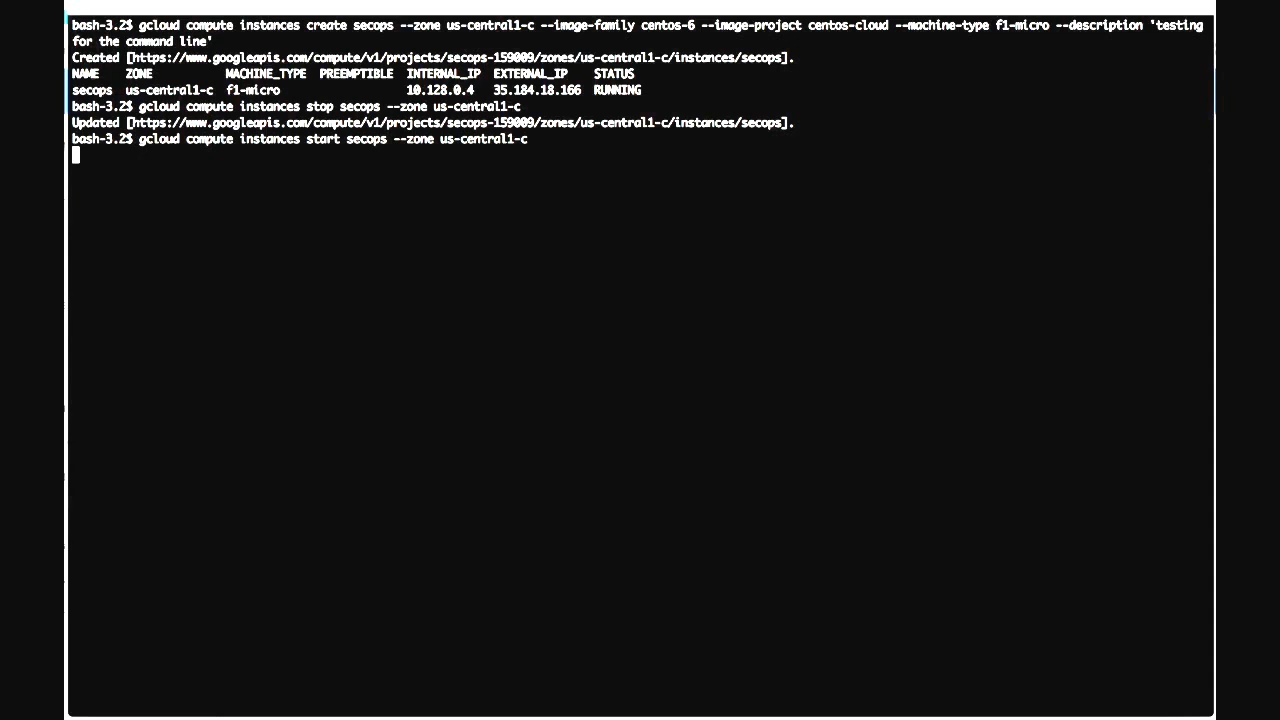 bash-3.2$ gcloud compute instances create secops --zone us-central1-c --image-family centos-6 --image-project centos-cloud --machine-type f1-micro --description 'testing
for the command line'
Created [https://www.googleapis.com/compute/v1/projects/secops-159009/zones/us-central1-c/instances/secops].
NAME    ZONE           MACHINE_TYPE  PREEMPTIBLE  INTERNAL_IP  EXTERNAL_IP    STATUS
secops  us-central1-c  f1-micro                   10.128.0.4   35.184.18.166  RUNNING
bash-3.2$ gcloud compute instances stop secops --zone us-central1-c
Updated [https://www.googleapis.com/compute/v1/projects/secops-159009/zones/us-central1-c/instances/secops].
bash-3.2$ gcloud compute instances start secops --zone us-central1-c